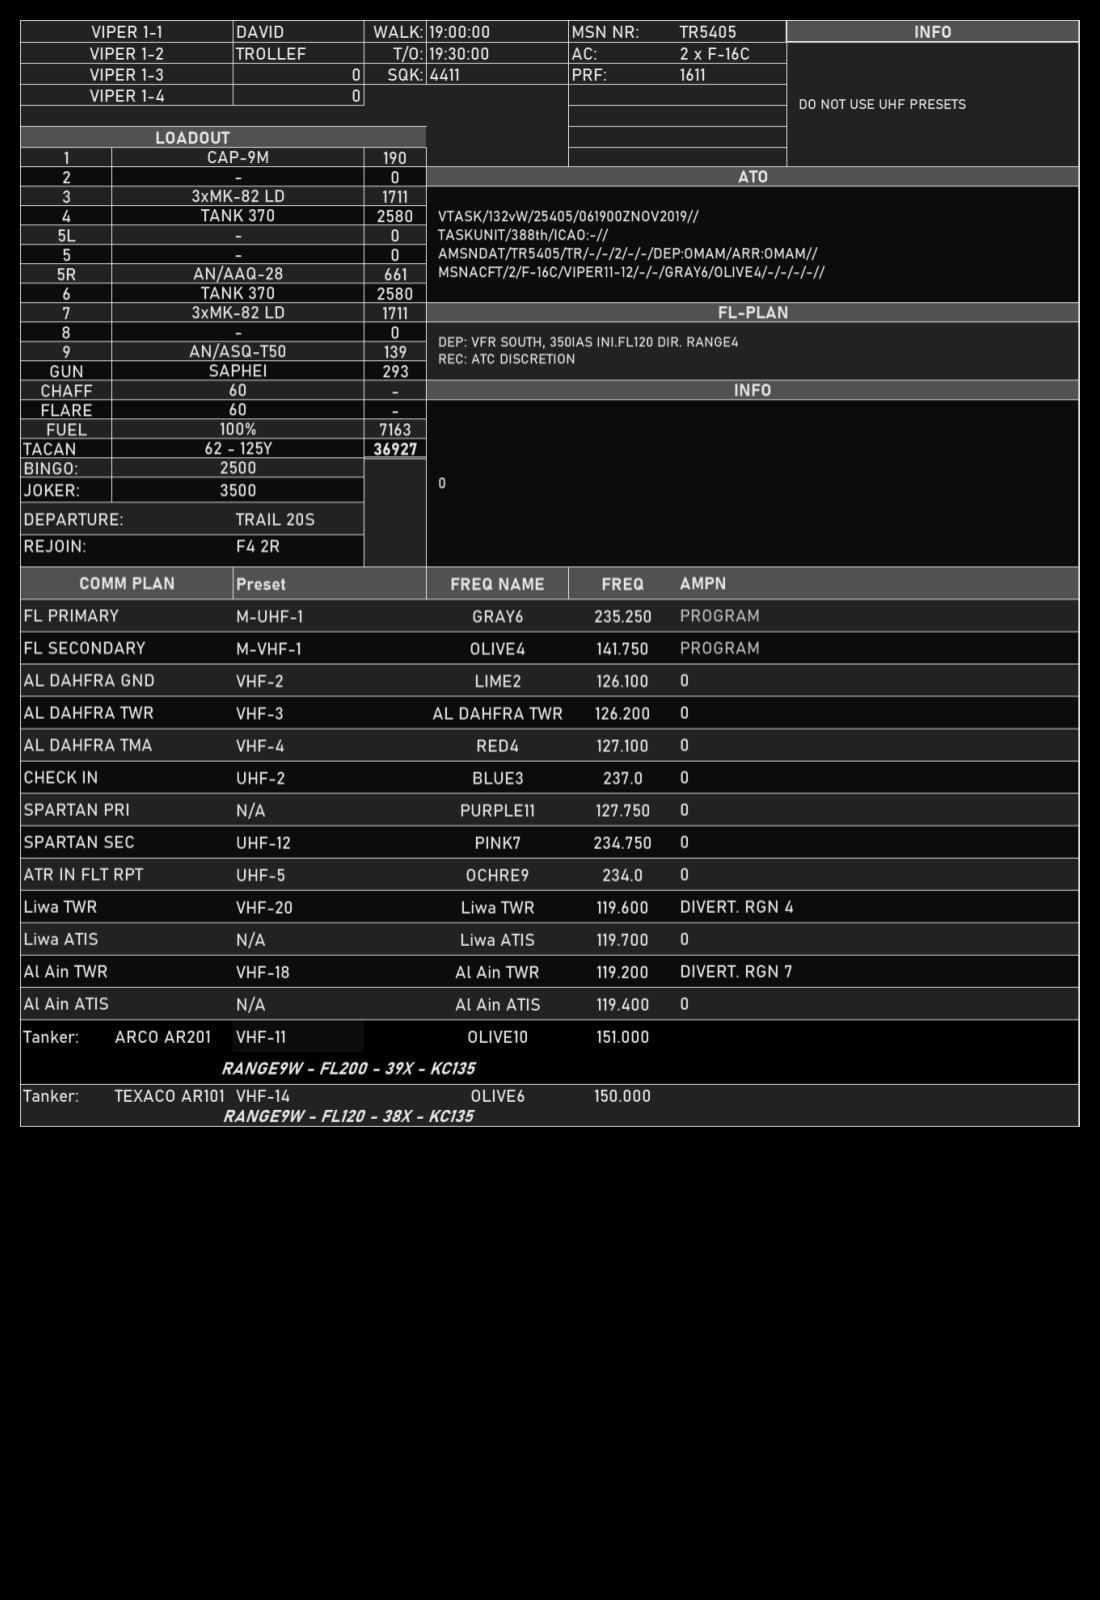 VIPER 1-1 DAVID WALK: 19:00:00 MSN NR: TR5405 INFO
VIPER 1-2 TROLLEF T/O: 19:30:00 AC: 2 x F-16C
VIPER 1-3 0 SQK: 4411 PRF: 1611
VIPER 1-4 0
DO NOT USE UHF PRESETS
LOADOUT
1 CAP-9M 190
2 - 0
3 3xMK-82 LD 1711
4 TANK 370 2580
5L - 0
5 - 0
5R AN/AAQ-28 661
6 TANK 370 2580
7 3xMK-82 LD 1711
8 - 0
9 AN/ASQ-T50 139
GUN SAPHEI 293
CHAFF 60 -
FLARE 60 -
FUEL 100% 7163
TACAN 62 - 125Y 36927
BINGO: 2500
JOKER: 3500
DEPARTURE: TRAIL 20S
REJOIN: F4 2R
ATO
VTASK/132vW/25405/061900ZNOV2019//
TASKUNIT/388th/ICAO:-//
AMSNDAT/TR5405/TR/-/-/2/-/-/DEP:OMAM/ARR:OMAM//
MSNACFT/2/F-16C/VIPER11-12/-/-/GRAY6/OLIVE4/-/-/-/-//
FL-PLAN
DEP: VFR SOUTH, 350IAS INI.FL120 DIR. RANGE4
REC: ATC DISCRETION
INFO
0
COMM PLAN Preset FREQ NAME FREQ AMPN
FL PRIMARY M-UHF-1 GRAY6 235.250 PROGRAM
FL SECONDARY M-VHF-1 OLIVE4 141.750 PROGRAM
AL DAHFRA GND VHF-2 LIME2 126.100 0
AL DAHFRA TWR VHF-3 AL DAHFRA TWR 126.200 0
AL DAHFRA TMA VHF-4 RED4 127.100 0
CHECK IN UHF-2 BLUE3 237.0 0
SPARTAN PRI N/A PURPLE11 127.750 0
SPARTAN SEC UHF-12 PINK7 234.750 0
ATR IN FLT RPT UHF-5 OCHRE9 234.0 0
Liwa TWR VHF-20 Liwa TWR 119.600 DIVERT. RGN 4
Liwa ATIS N/A Liwa ATIS 119.700 0
Al Ain TWR VHF-18 Al Ain TWR 119.200 DIVERT. RGN 7
Al Ain ATIS N/A Al Ain ATIS 119.400 0
Tanker: ARCO AR201 VHF-11 OLIVE10 151.000
RANGE9W - FL200 - 39X - KC135
Tanker: TEXACO AR101 VHF-14 OLIVE6 150.000
RANGE9W - FL120 - 38X - KC135